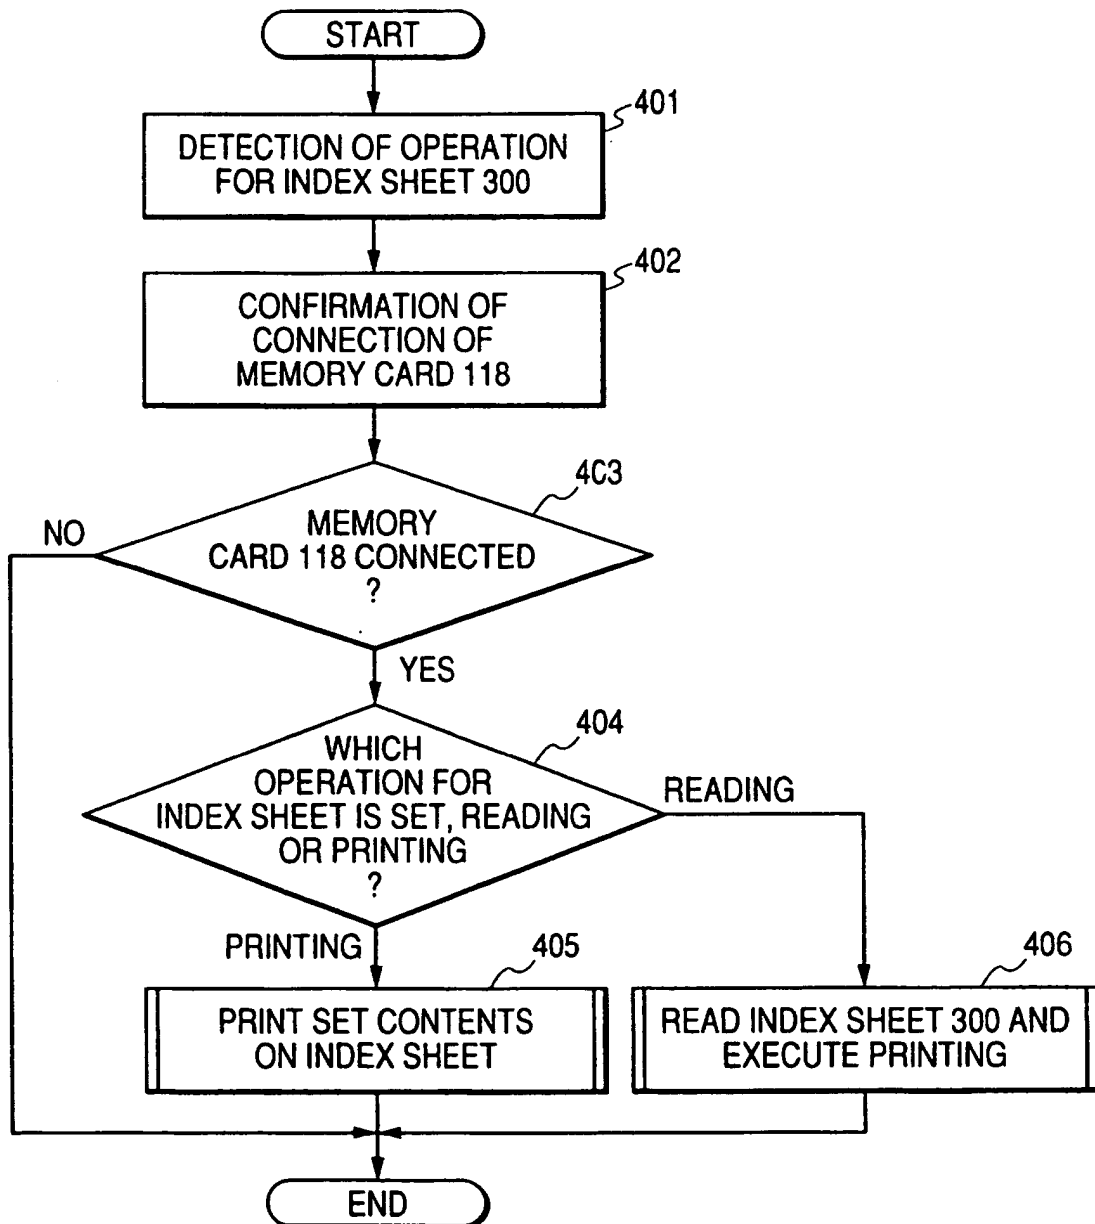 START
401
DETECTION OF OPERATION
FOR INDEX SHEET 300
402
CONFIRMATION OF
CONNECTION OF
MEMORY CARD 118
4C3
NO
MEMORY
CARD 118 CONNECTED
?
YES
404
WHICH
OPERATION FOR
INDEX SHEET IS SET, READING
OR PRINTING
?
READING
PRINTING
405
PRINT SET CONTENTS
ON INDEX SHEET
406
READ INDEX SHEET 300 AND
EXECUTE PRINTING
END